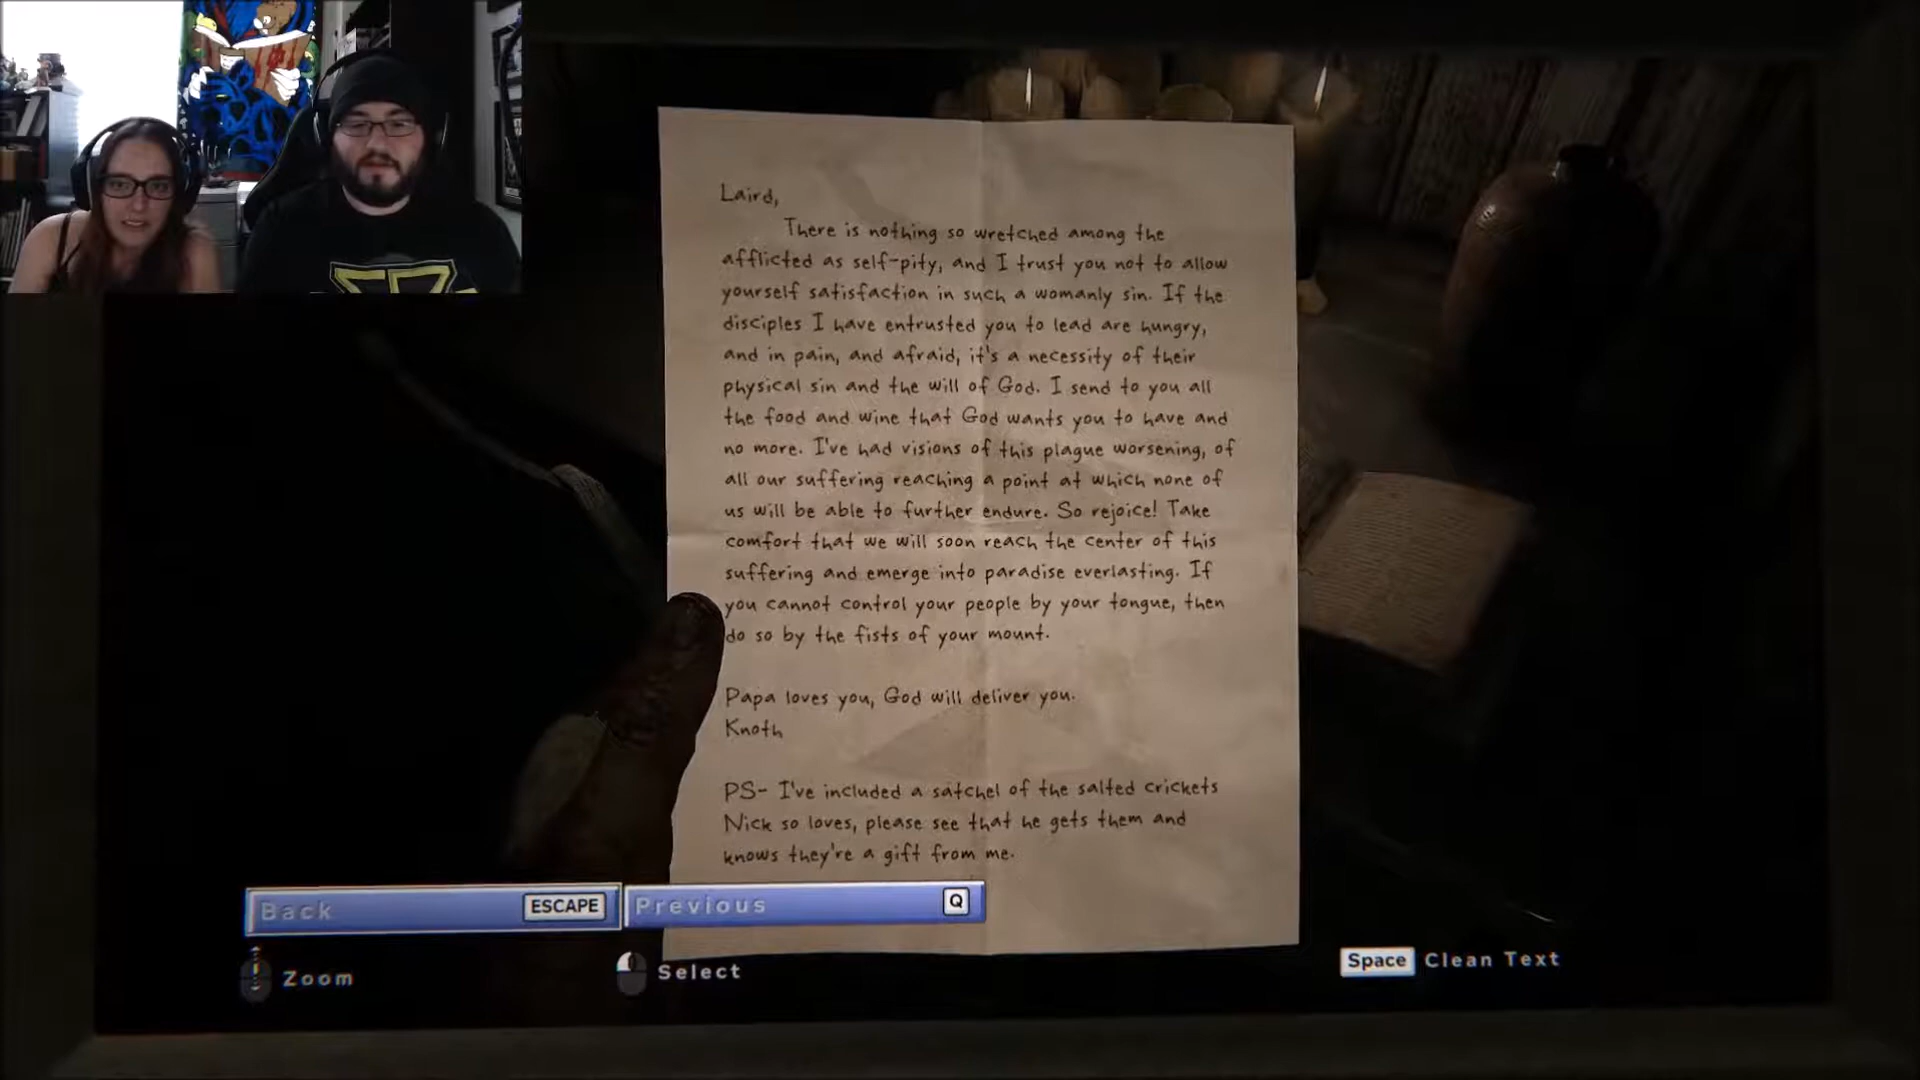 Laird,
There is nothing so wretched among the
afflicted as self-pity, and I trust you not to allow
yourself satisfaction in such a womanly sin. If the
disciples I have entrusted you to lead are hungry,
and in pain, and afraid, it's a necessity of their
physical sin and the will of God. I send to you all
the food and wine that God wants you to have and
no more. I've had visions of this plague worsening, of
all our suffering reaching a point at which none of
us will be able to further endure. So rejoice! Take
comfort that we will soon reach the center of this
suffering and emerge into paradise everlasting. If
you cannot control your people by your tongue, then
do so by the fists of your mount.
Papa loves you, God will deliver you.
Knoth
PS- I've included a satchel of the salted crickets
Nick so loves, please see that he gets them and
knows they're a gift from me.
Back ESCAPE Previous Q
Zoom Select Space Clean Text